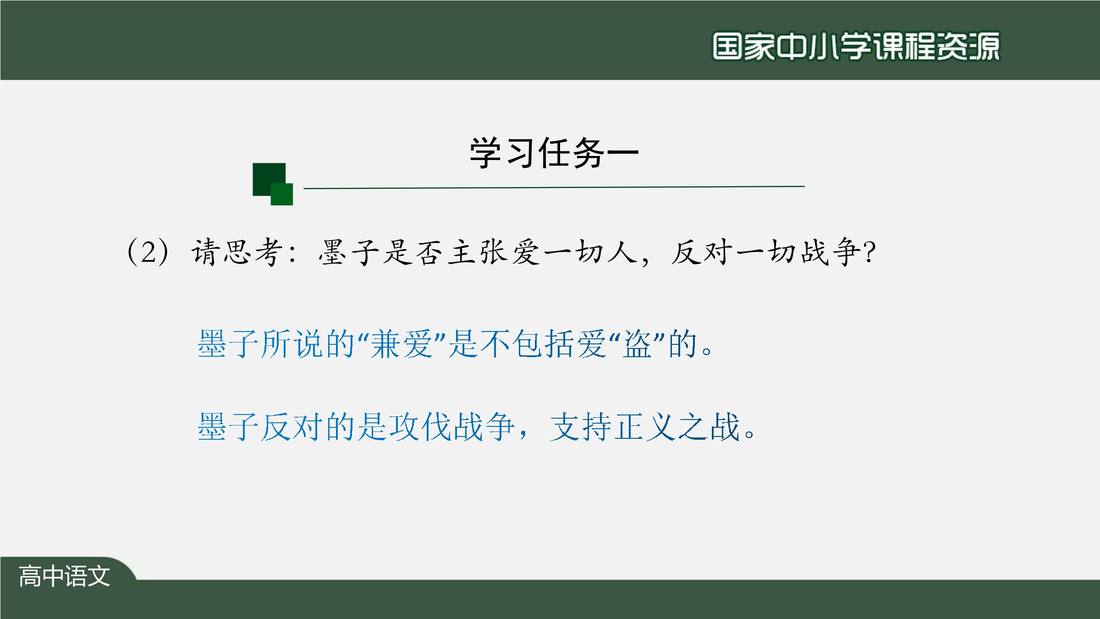 国家中小学课程资源
学习任务一
（2）请思考：墨子是否主张爱一切人，反对一切战争？
墨子所说的“兼爱”是不包括爱“盗”的。
墨子反对的是攻伐战争，支持正义之战。
高中语文